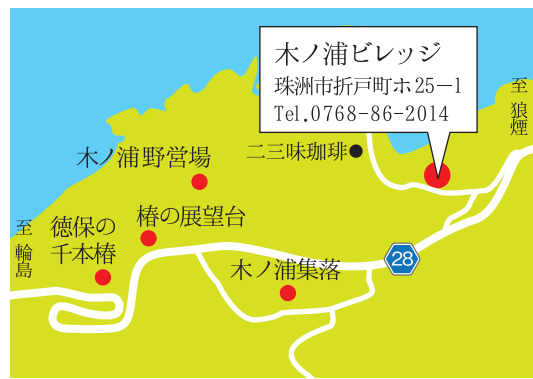 木ノ浦ビレッジ
珠洲市折戸町ホ25−1
Tel.0768-86-2014
至 狼煙
二三味珈琲
木ノ浦野営場
椿の展望台
徳保の
千本椿
至 輪島
28
木ノ浦集落